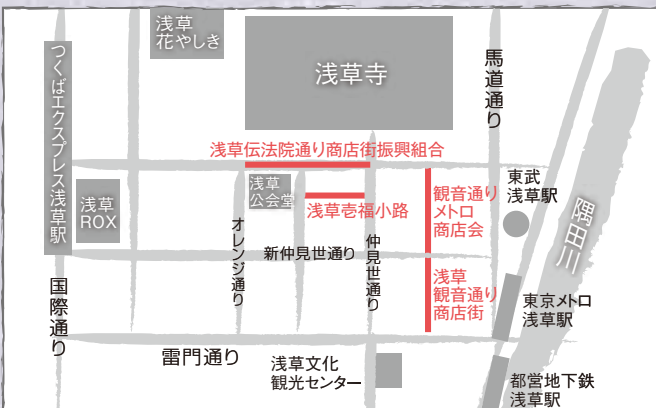 浅草
花やしき
つくばエクスプレス浅草駅
浅草寺
馬道通り
浅草伝法院通り商店街振興組合
浅草
ROX
浅草
公会堂
浅草壱福小路
観音通り
メトロ
商店会
東武
浅草駅
隅田川
オレンジ通り
新仲見世通り
仲見世通り
浅草
観音通り
商店街
国際通り
東京メトロ
浅草駅
雷門通り
浅草文化
観光センター
都営地下鉄
浅草駅